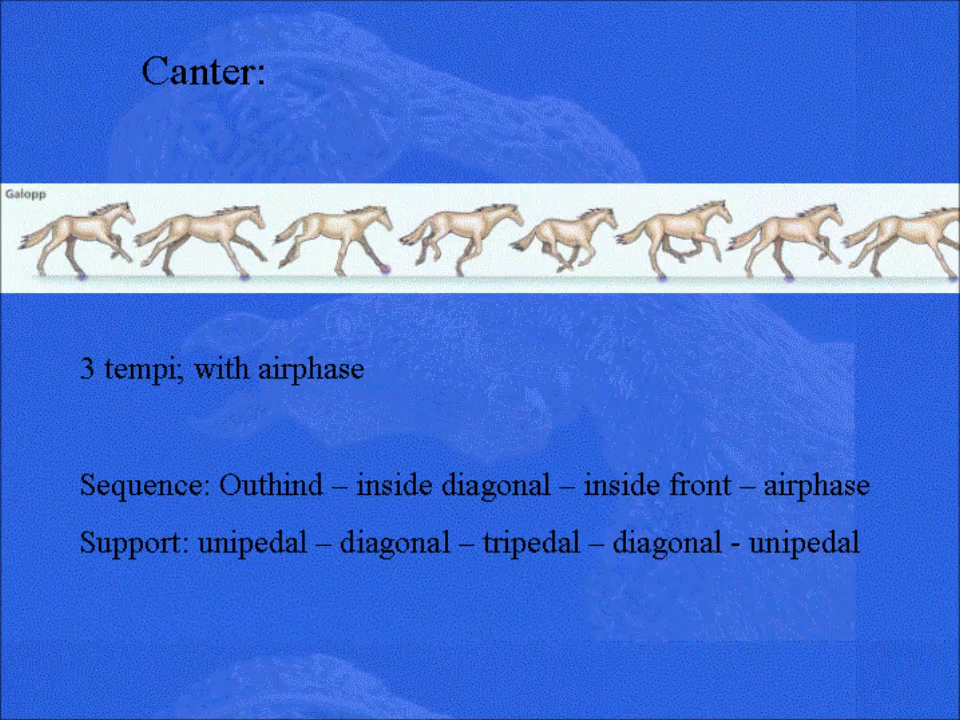 Canter:
Galopp
3 tempi; with airphase
Sequence: Outhind – inside diagonal – inside front – airphase
Support: unipedal – diagonal – tripedal – diagonal - unipedal